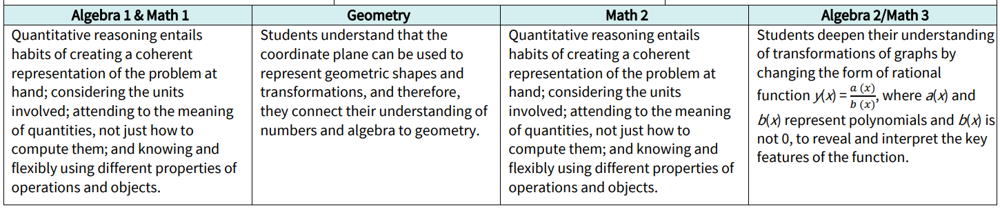 Algebra 1 & Math 1
Quantitative reasoning entails
habits of creating a coherent
representation of the problem at
hand; considering the units
involved; attending to the meaning
of quantities, not just how to
compute them; and knowing and
flexibly using different properties of
operations and objects.
Geometry
Students understand that the
coordinate plane can be used to
represent geometric shapes and
transformations, and therefore,
they connect their understanding of
numbers and algebra to geometry.
Math 2
Quantitative reasoning entails
habits of creating a coherent
representation of the problem at
hand; considering the units
involved; attending to the meaning
of quantities, not just how to
compute them; and knowing and
flexibly using different properties of
operations and objects.
Algebra 2/Math 3
Students deepen their understanding
of transformations of graphs by
changing the form of rational
function y(x) = a (x) / b (x), where a(x) and
b(x) represent polynomials and b(x) is
not 0, to reveal and interpret the key
features of the function.